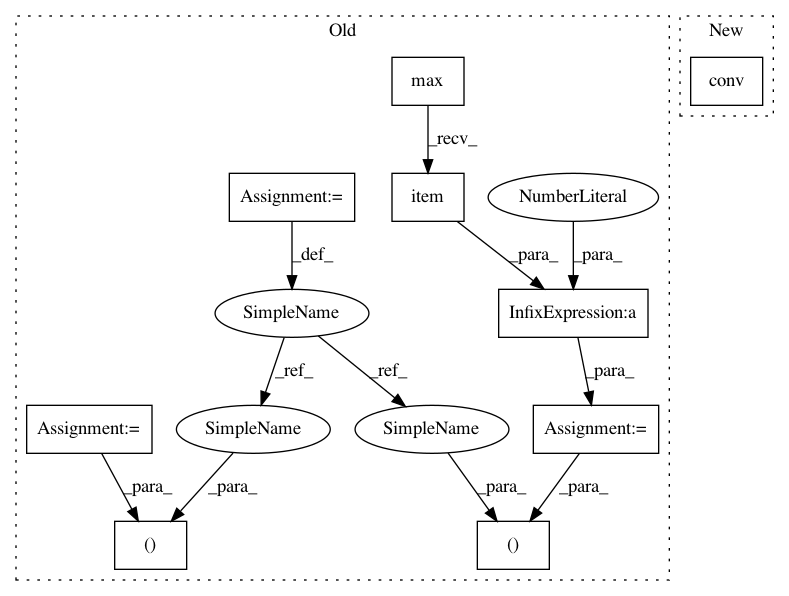 Old
New
max
conv
_recv_
Assignment:=
item
NumberLiteral
_def_
_para_
_para_
SimpleName
InfixExpression:a
_ref_
_ref_
_para_
Assignment:=
SimpleName
SimpleName
Assignment:=
_para_
_para_
_para_
_para_
()
()